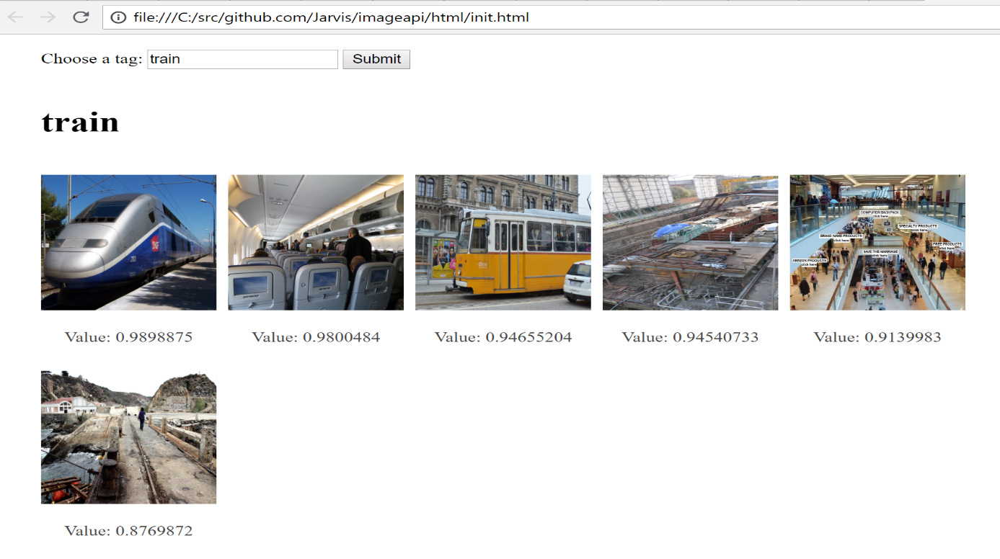 file:///C:/src/github.com/Jarvis/imageapi/html/init.html
Choose a tag: train Submit
train
COMPUTER BACKPACK
click here
SPECIALTY PRODUCTS
click here
BRAND NAME PRODUCTS
click here
FREE PRODUCTS
click here
SAVE THE MARRIAGE
click here
AMAZON PRODUCTS
click here
Value: 0.9898875 Value: 0.9800484 Value: 0.94655204 Value: 0.94540733 Value: 0.9139983
Value: 0.8769872